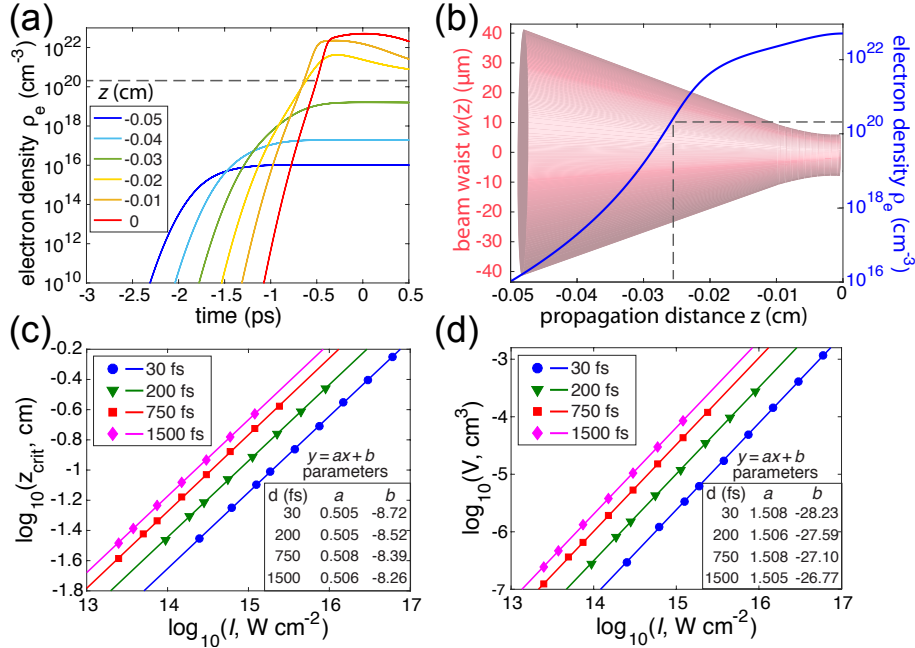 (a)
electron density ρe (cm-3)
10^22
10^20
10^18
10^16
10^14
10^12
10^10
z (cm)
-0.05
-0.04
-0.03
-0.02
-0.01
0
-3 -2.5 -2 -1.5 -1 -0.5 0 0.5
time (ps)
(b)
beam waist w(z) (μm)
40
30
20
10
0
-10
-20
-30
-40
10^22
10^20
10^18
10^16
electron density ρe (cm-3)
-0.05 -0.04 -0.03 -0.02 -0.01 0
propagation distance z (cm)
(c)
log10(zcrit, cm)
-0.2
-0.4
-0.6
-0.8
-1
-1.2
-1.4
-1.6
-1.8
30 fs
200 fs
750 fs
1500 fs
y=ax+b
parameters
d (fs) a b
30 0.505 -8.72
200 0.505 -8.52
750 0.508 -8.39
1500 0.506 -8.26
13 14 15 16 17
log10(I, W cm-2)
(d)
log10(V, cm3)
-3
-4
-5
-6
-7
30 fs
200 fs
750 fs
1500 fs
y=ax+b
parameters
d (fs) a b
30 1.508 -28.23
200 1.506 -27.59
750 1.508 -27.10
1500 1.505 -26.77
13 14 15 16 17
log10(I, W cm-2)